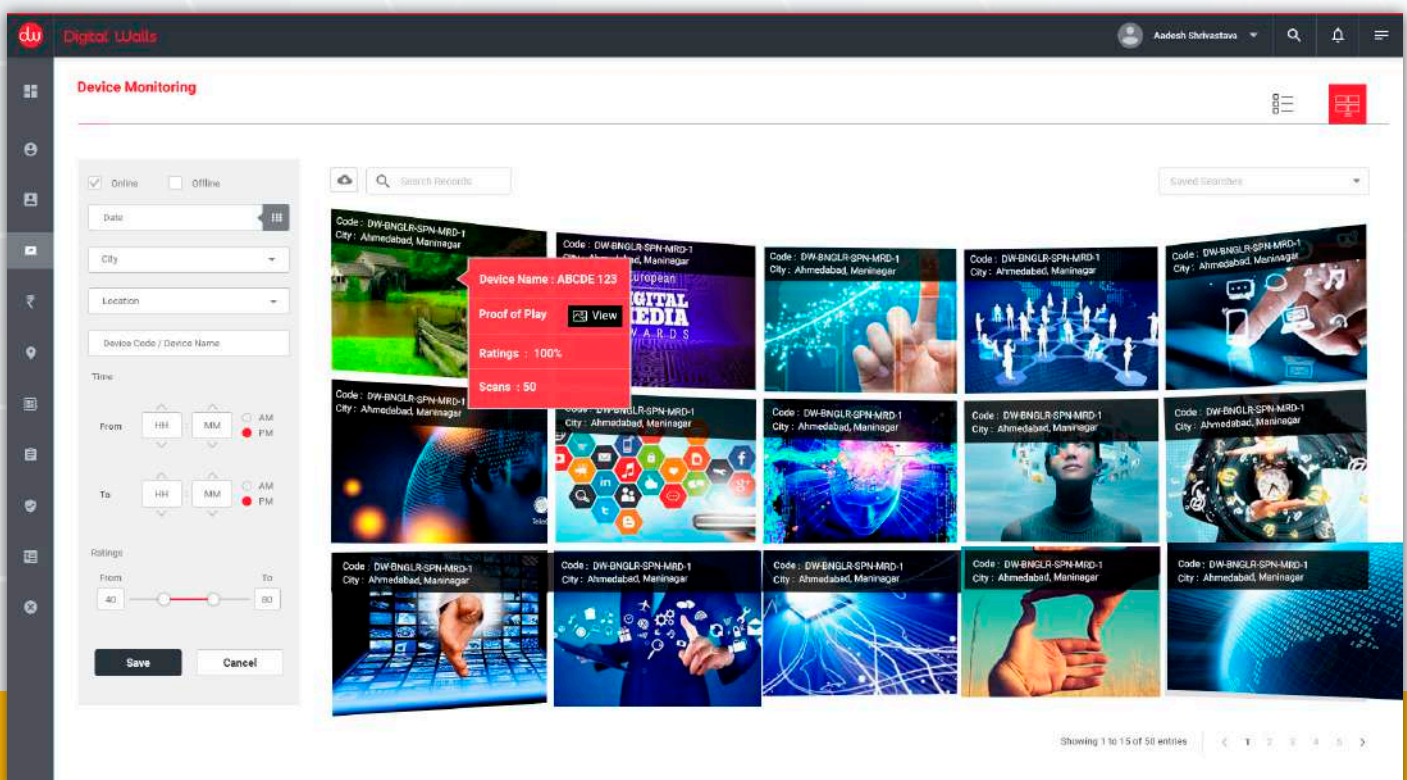 dw Digital Walls
Aadesh Shrivastava
Device Monitoring
Online
Offline
Date
City
Location
Device Code / Device Name
Time
From HH : MM AM
PM
To HH : MM AM
PM
Ratings
From To
40 80
Save Cancel
Search Records
Saved Searches
Code : DW-BNGLR-SPN-MRD-1
City : Ahmedabad, Maninagar
Code : DW-BNGLR-SPN-MRD-1
Maninagar
European
DIGITAL
MEDIA
AWARDS
Code : DW-BNGLR-SPN-MRD-1
City : Ahmedabad, Maninagar
Code : DW-BNGLR-SPN-MRD-1
City : Ahmedabad, Maninagar
Code : DW-BNGLR-SPN-MRD-1
City : Ahmedabad, Maninagar
Device Name : ABCDE 123
Proof of Play View
Ratings : 100%
Scans : 50
Code : DW-BNGLR-SPN-MRD-1
City : Ahmedabad, Maninagar
Code : DW-BNGLR-SPN-MRD-1
City : Ahmedabad, Maninagar
Code : DW-BNGLR-SPN-MRD-1
City : Ahmedabad, Maninagar
Code : DW-BNGLR-SPN-MRD-1
City : Ahmedabad, Maninagar
Code : DW-BNGLR-SPN-MRD-1
City : Ahmedabad, Maninagar
Code : DW-BNGLR-SPN-MRD-1
City : Ahmedabad, Maninagar
Code : DW-BNGLR-SPN-MRD-1
City : Ahmedabad, Maninagar
Code : DW-BNGLR-SPN-MRD-1
City : Ahmedabad, Maninagar
Code : DW-BNGLR-SPN-MRD-1
City : Ahmedabad, Maninagar
Code : DW-BNGLR-SPN-MRD-1
City : Ahmedabad, Maninagar
Showing 1 to 15 of 50 entries < 1 2 3 4 5 >